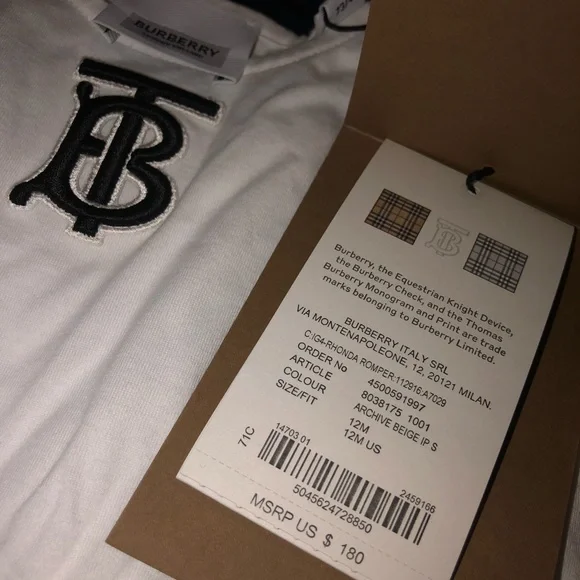 BURBERRY
TB
Burberry, the Equestrian Knight Device,
the Burberry Check, and the Thomas
Burberry Monogram and Print are trade
marks belonging to Burberry Limited.
BURBERRY ITALY SRL
VIA MONTENAPOLEONE, 12, 20121 MILAN.
C:IG4-RHONDA ROMPER:112916:A7029
ORDER No 4500591997
ARTICLE 8038175 1001
COLOUR ARCHIVE BEIGE IP S
SIZE/FIT 12M
12M US
71C
14703 01
2459166
5045624728850
MSRP US $ 180